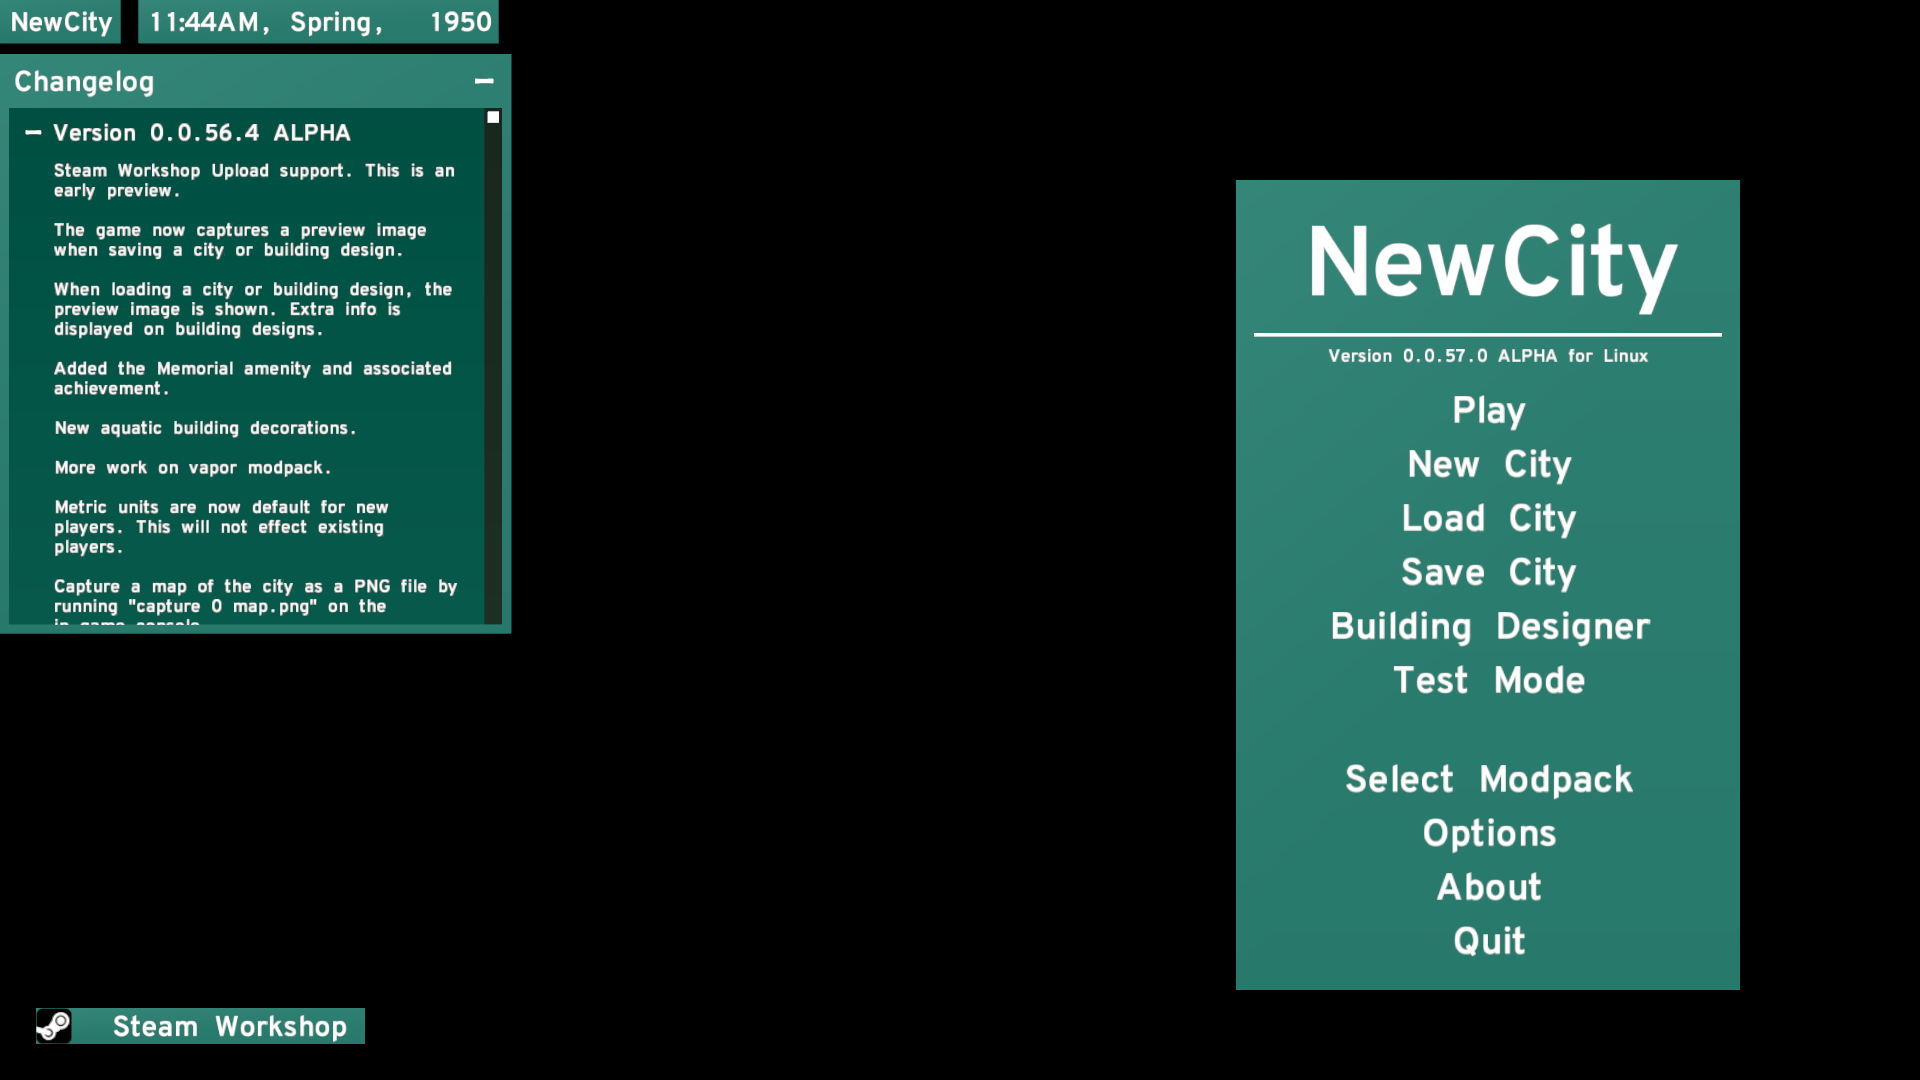 NewCity
11:44AM, Spring, 1950
Changelog
Version 0.0.56.4 ALPHA
Steam Workshop Upload support. This is an
early preview.
The game now captures a preview image
when saving a city or building design.
When loading a city or building design, the
preview image is shown. Extra info is
displayed on building designs.
Added the Memorial amenity and associated
achievement.
New aquatic building decorations.
More work on vapor modpack.
Metric units are now default for new
players. This will not effect existing
players.
Capture a map of the city as a PNG file by
running "capture 0 map.png" on the
in-game console.
NewCity
Version 0.0.57.0 ALPHA for Linux
Play
New City
Load City
Save City
Building Designer
Test Mode
Select Modpack
Options
About
Quit
Steam Workshop